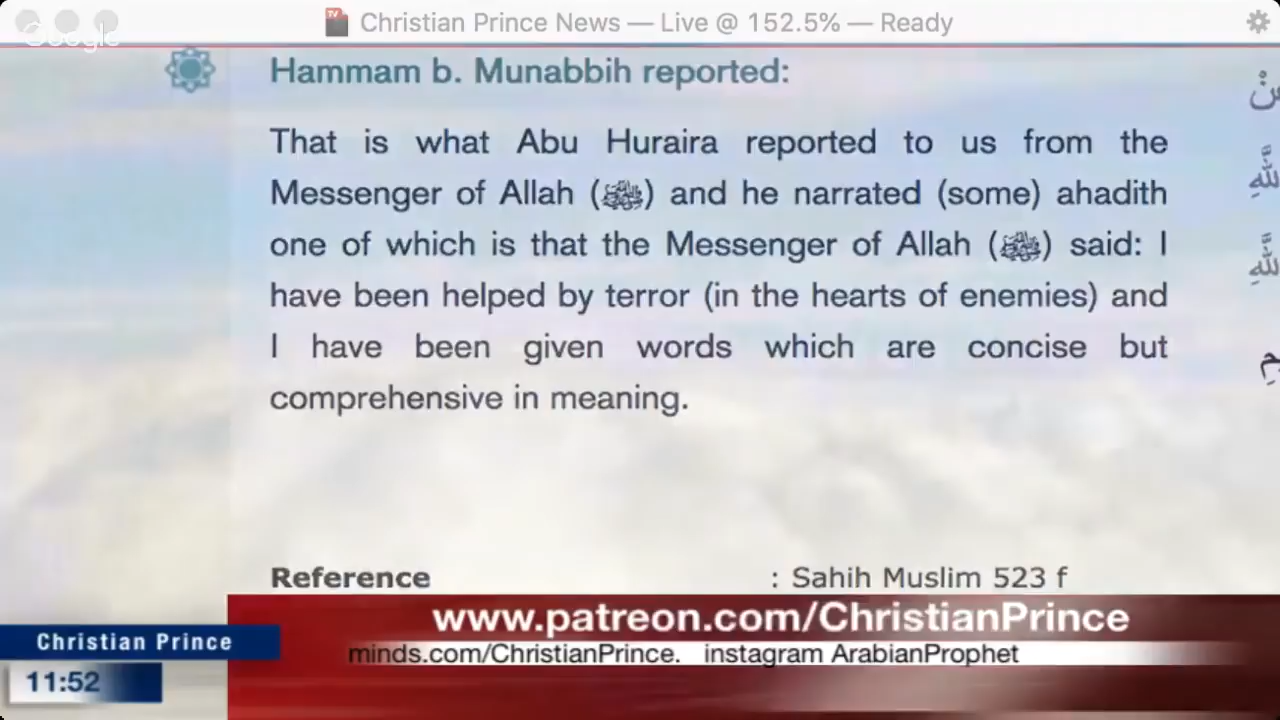 Christian Prince News — Live @ 152.5% — Ready
Google
Hammam b. Munabbih reported:
That is what Abu Huraira reported to us from the
Messenger of Allah (ﷺ) and he narrated (some) ahadith
one of which is that the Messenger of Allah (ﷺ) said: I
have been helped by terror (in the hearts of enemies) and
I have been given words which are concise but
comprehensive in meaning.
Reference : Sahih Muslim 523 f
www.patreon.com/ChristianPrince
Christian Prince
minds.com/ChristianPrince. instagram ArabianProphet
11:52